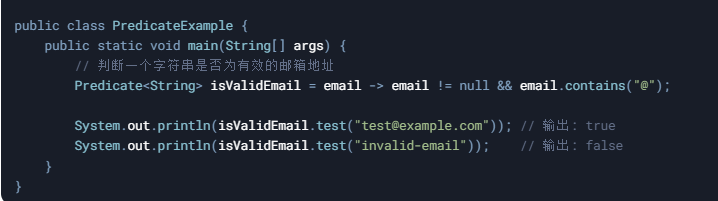 public class PredicateExample {
    public static void main(String[] args) {
        // 判断一个字符串是否为有效的邮箱地址
        Predicate<String> isValidEmail = email -> email != null && email.contains("@");

        System.out.println(isValidEmail.test("test@example.com")); // 输出: true
        System.out.println(isValidEmail.test("invalid-email"));    // 输出: false
    }
}